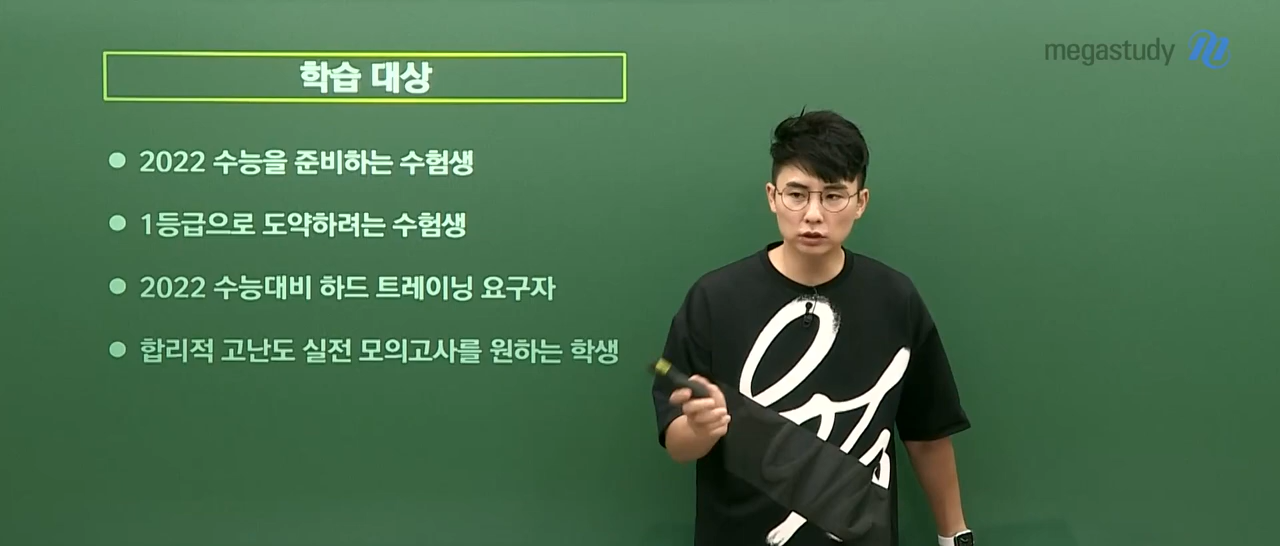 megastudy
학습 대상
2022 수능을 준비하는 수험생
1등급으로 도약하려는 수험생
2022 수능대비 하드 트레이닝 요구자
합리적 고난도 실전 모의고사를 원하는 학생